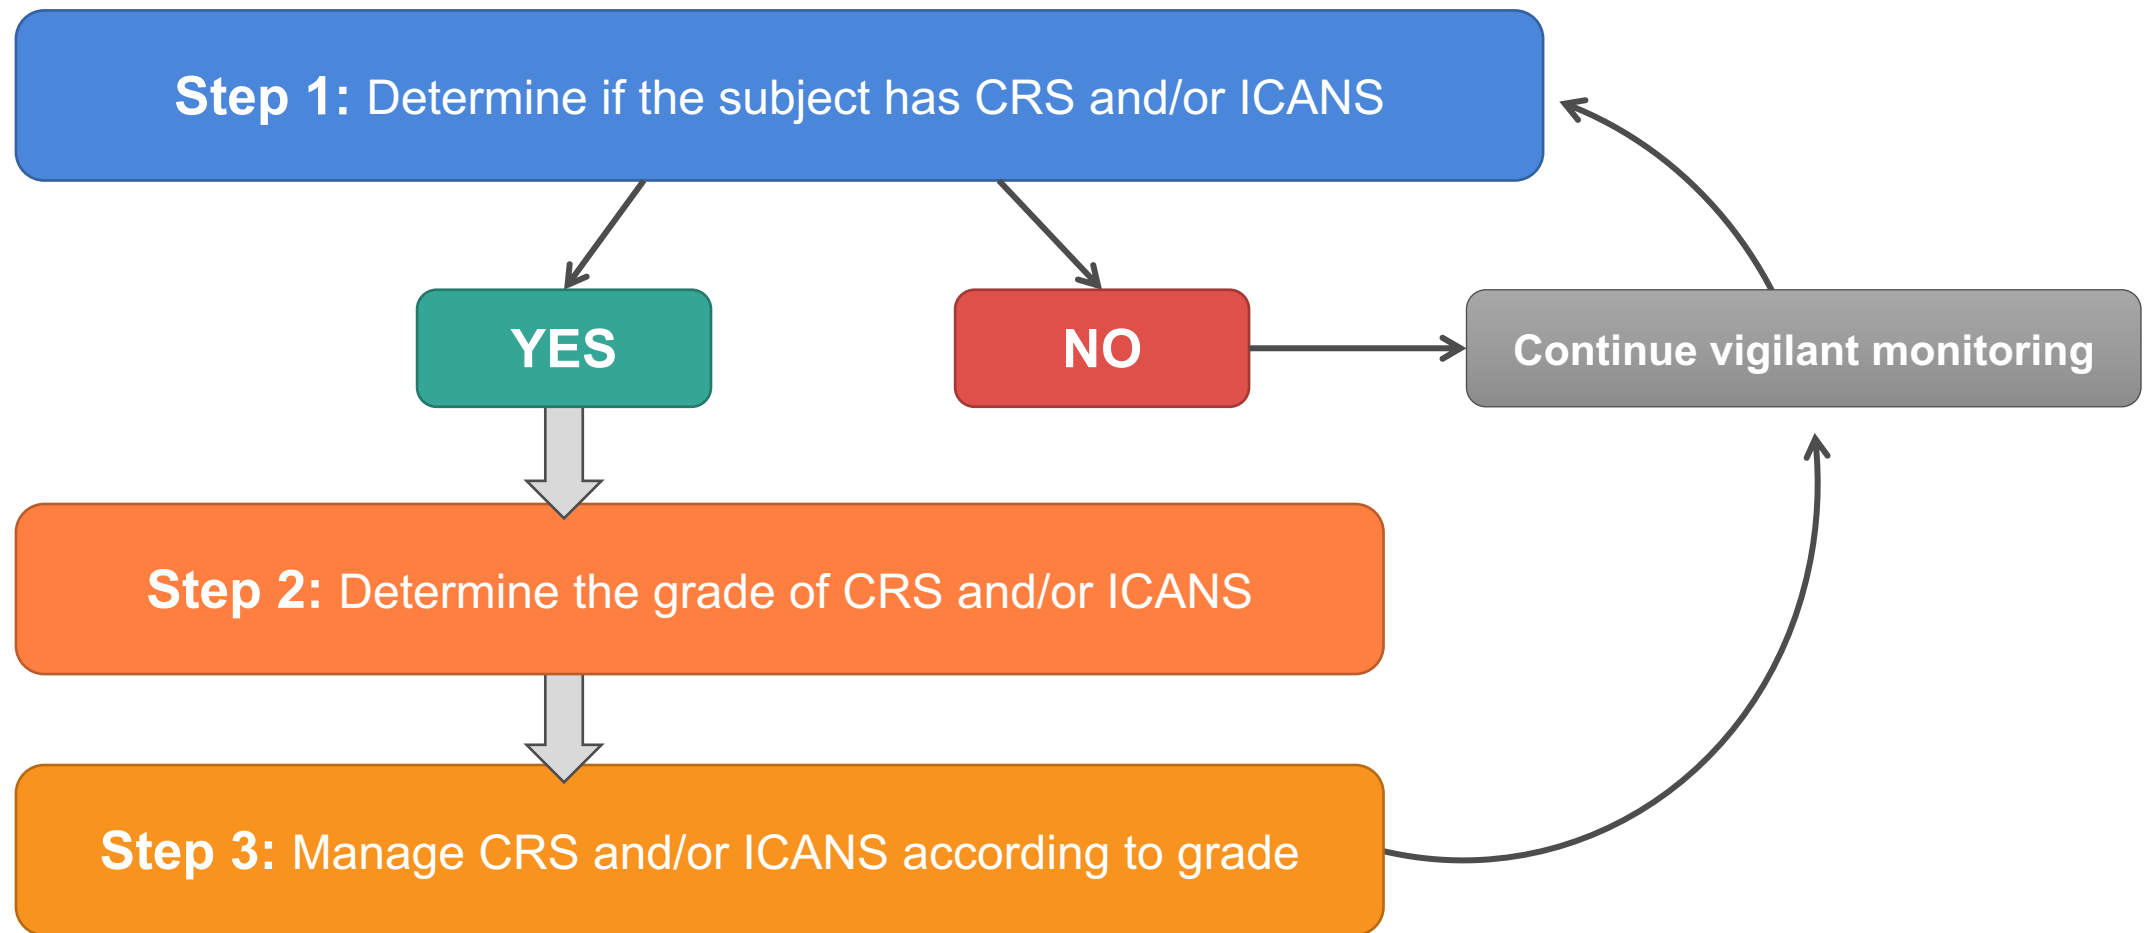 Step 1: Determine if the subject has CRS and/or ICANS
YES
NO
Continue vigilant monitoring
Step 2: Determine the grade of CRS and/or ICANS
Step 3: Manage CRS and/or ICANS according to grade